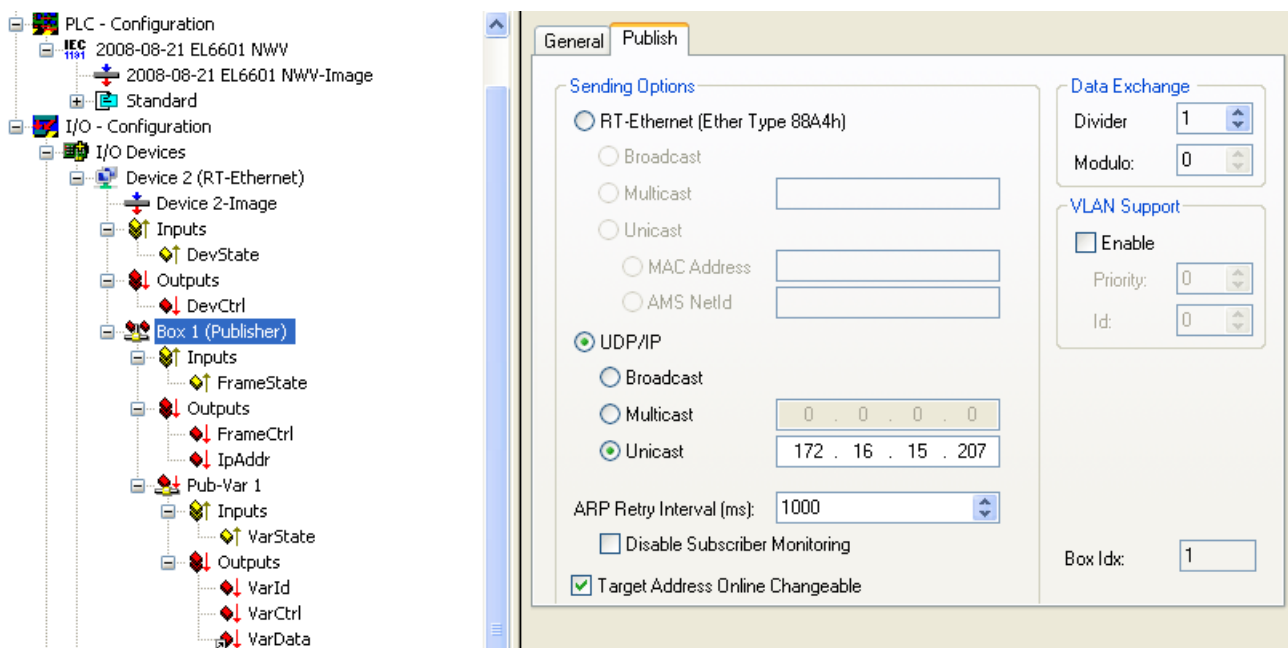 PLC - Configuration
IEC
1131
2008-08-21 EL6601 NWV
2008-08-21 EL6601 NWV-Image
Standard
I/O - Configuration
I/O Devices
Device 2 (RT-Ethernet)
Device 2-Image
Inputs
DevState
Outputs
DevCtrl
Box 1 (Publisher)
Inputs
FrameState
Outputs
FrameCtrl
IpAddr
Pub-Var 1
Inputs
VarState
Outputs
VarId
VarCtrl
VarData
General
Publish
Sending Options
RT-Ethernet (Ether Type 88A4h)
Broadcast
Multicast
Unicast
MAC Address
AMS NetId
UDP/IP
Broadcast
Multicast 0 . 0 . 0 . 0
Unicast 172 . 16 . 15 . 207
ARP Retry Interval (ms): 1000
Disable Subscriber Monitoring
Target Address Online Changeable
Data Exchange
Divider 1
Modulo: 0
VLAN Support
Enable
Priority: 0
Id: 0
Box Idx: 1